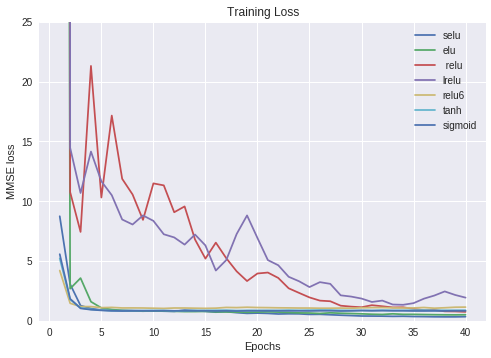 Training Loss
MMSE loss
25
20
15
10
5
0
selu
elu
relu
lrelu
relu6
tanh
sigmoid
0 5 10 15 20 25 30 35 40
Epochs